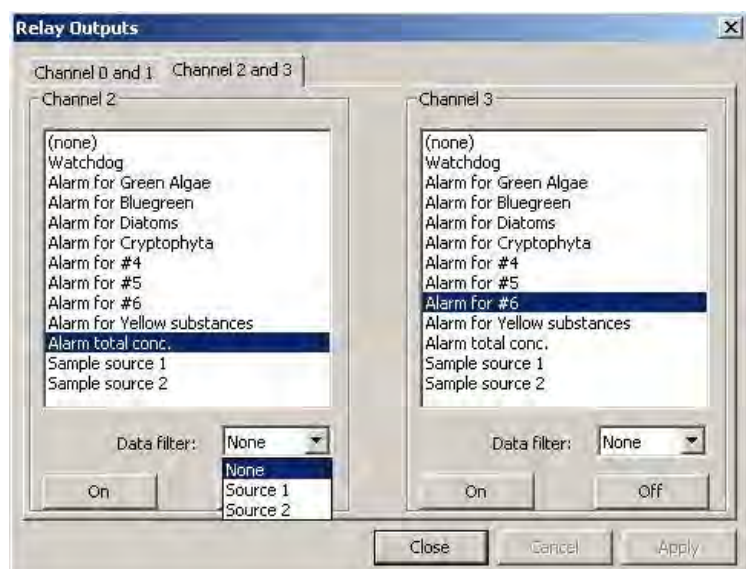 Relay Outputs
Channel 0 and 1
Channel 2 and 3
Channel 2
(none)
Watchdog
Alarm for Green Algae
Alarm for Bluegreen
Alarm for Diatoms
Alarm for Cryptophyta
Alarm for #4
Alarm for #5
Alarm for #6
Alarm for Yellow substances
Alarm total conc.
Sample source 1
Sample source 2
Data filter: None
None
Source 1
Source 2
On
Channel 3
(none)
Watchdog
Alarm for Green Algae
Alarm for Bluegreen
Alarm for Diatoms
Alarm for Cryptophyta
Alarm for #4
Alarm for #5
Alarm for #6
Alarm for Yellow substances
Alarm total conc.
Sample source 1
Sample source 2
Data filter: None
On
Off
Close
Cancel
Apply